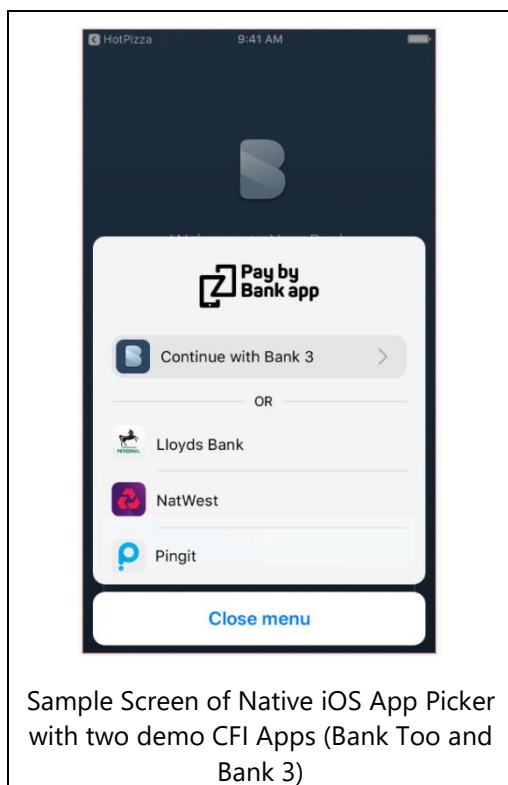 HotPizza 9:41 AM
Pay by
Bank app
Continue with Bank 3
OR
PERSONAL
Lloyds Bank
NatWest
Pingit
Close menu
Sample Screen of Native iOS App Picker
with two demo CFI Apps (Bank Too and
Bank 3)